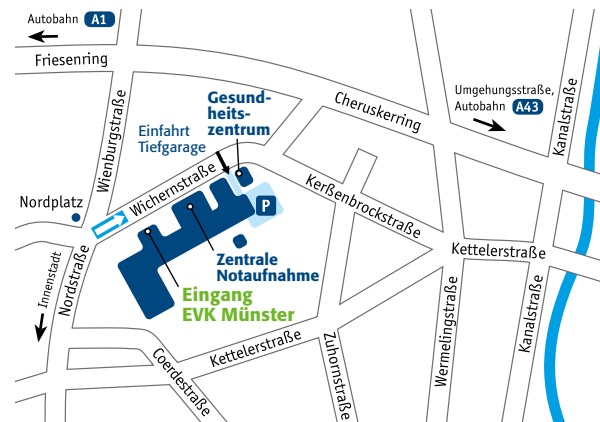 Autobahn A1
Friesenring
Gesund-
heits-
zentrum
Cheruskerring
Umgehungsstraße,
Autobahn A43
Kanalstraße
Einfahrt
Tiefgarage
Wienburgstraße
Wichernstraße
Kerßenbrockstraße
Nordplatz
P
Kettelerstraße
Zentrale
Notaufnahme
Eingang
EVK Münster
Innenstadt
Nordstraße
Coerdestraße
Kettelerstraße
Zuhornstraße
Wermelingstraße
Kanalstraße